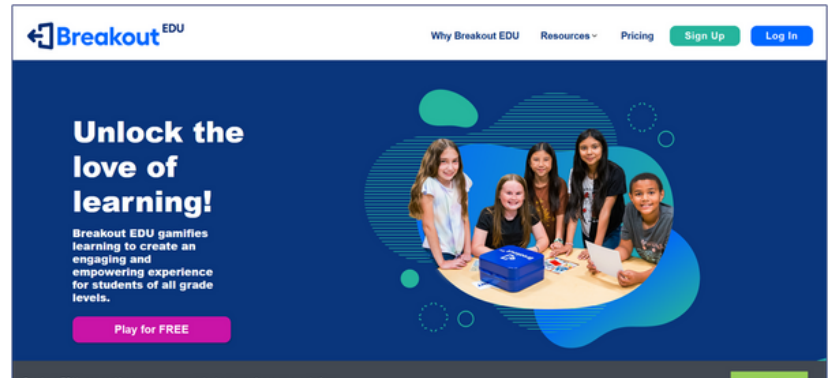 Breakout EDU
Why Breakout EDU Resources Pricing Sign Up Log In
Unlock the
love of
learning!
Breakout EDU gamifies
learning to create an
engaging and
empowering experience
for students of all grade
levels.
Play for FREE
Breakout